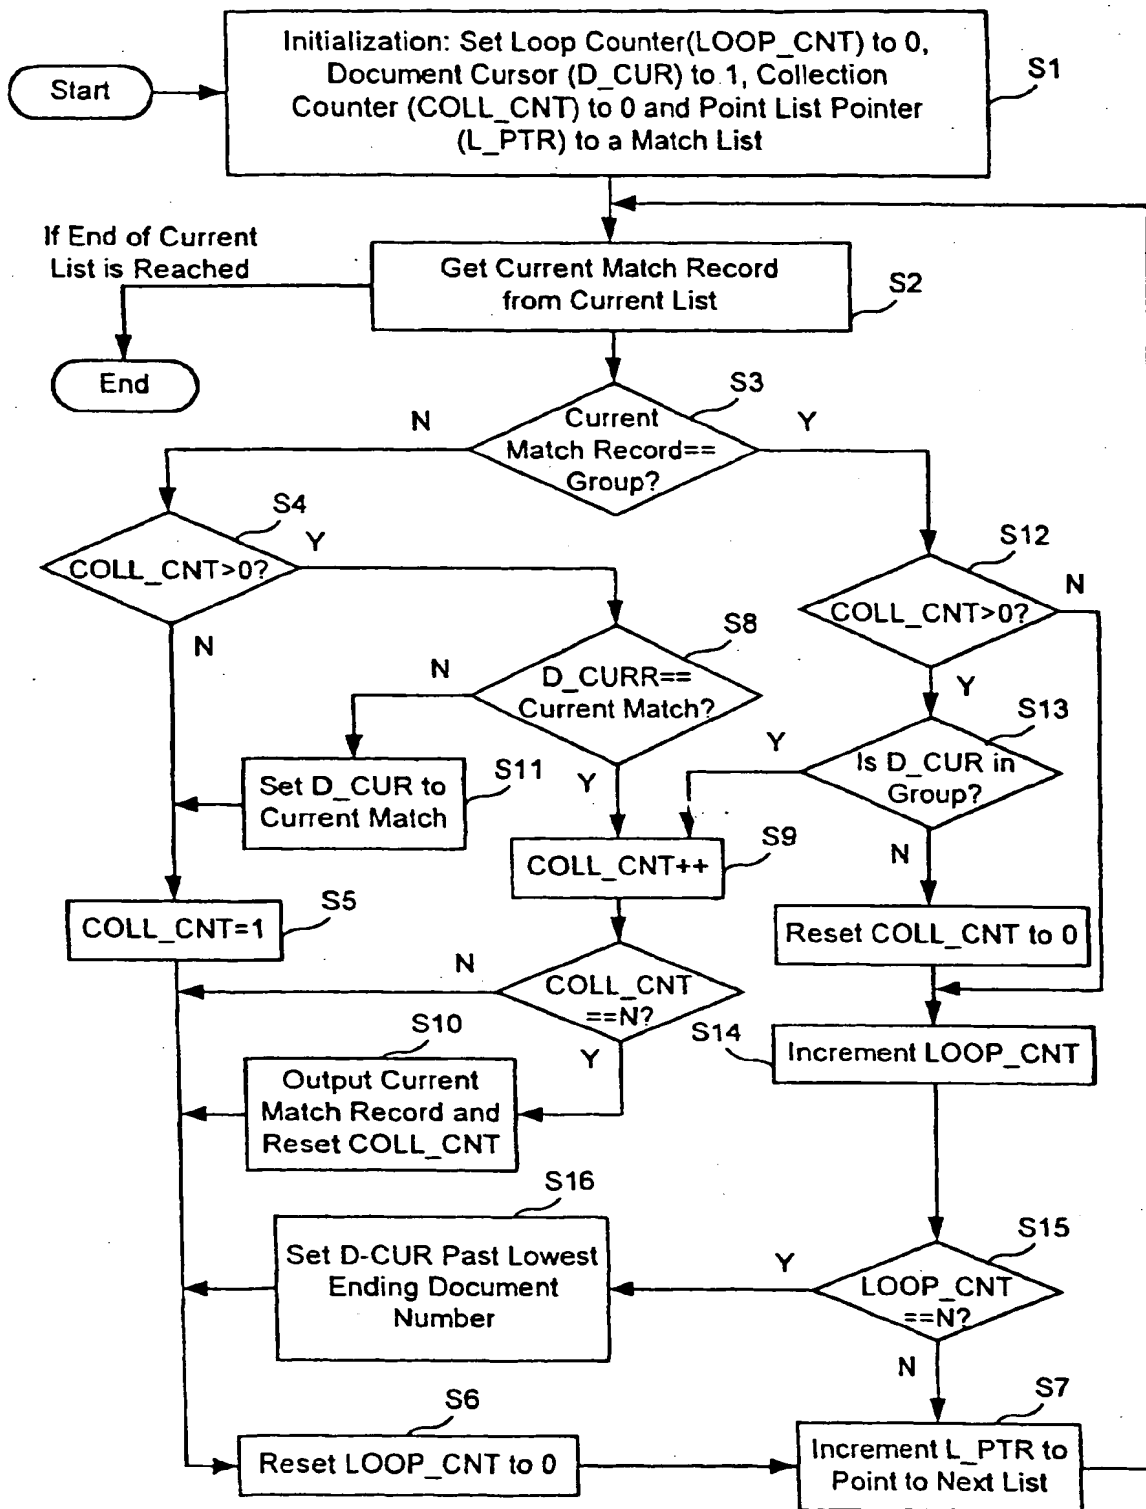 Initialization: Set Loop Counter(LOOP_CNT) to 0,
Document Cursor (D_CUR) to 1, Collection
Counter (COLL_CNT) to 0 and Point List Pointer
(L_PTR) to a Match List
S1
Start
If End of Current
List is Reached
Get Current Match Record
from Current List
S2
End
S3
N
Current
Match Record==
Group?
Y
S4
COLL_CNT>0?
Y
N
S12
COLL_CNT>0?
N
Y
S8
N
D_CURR==
Current Match?
Y
S13
Y
Is D_CUR in
Group?
N
S11
Set D_CUR to
Current Match
S9
COLL_CNT++
S5
COLL_CNT=1
Reset COLL_CNT to 0
N
COLL_CNT
==N?
Y
S14
Increment LOOP_CNT
S10
Output Current
Match Record and
Reset COLL_CNT
S16
Set D-CUR Past Lowest
Ending Document
Number
S15
Y
LOOP_CNT
==N?
N
S6
Reset LOOP_CNT to 0
S7
Increment L_PTR to
Point to Next List